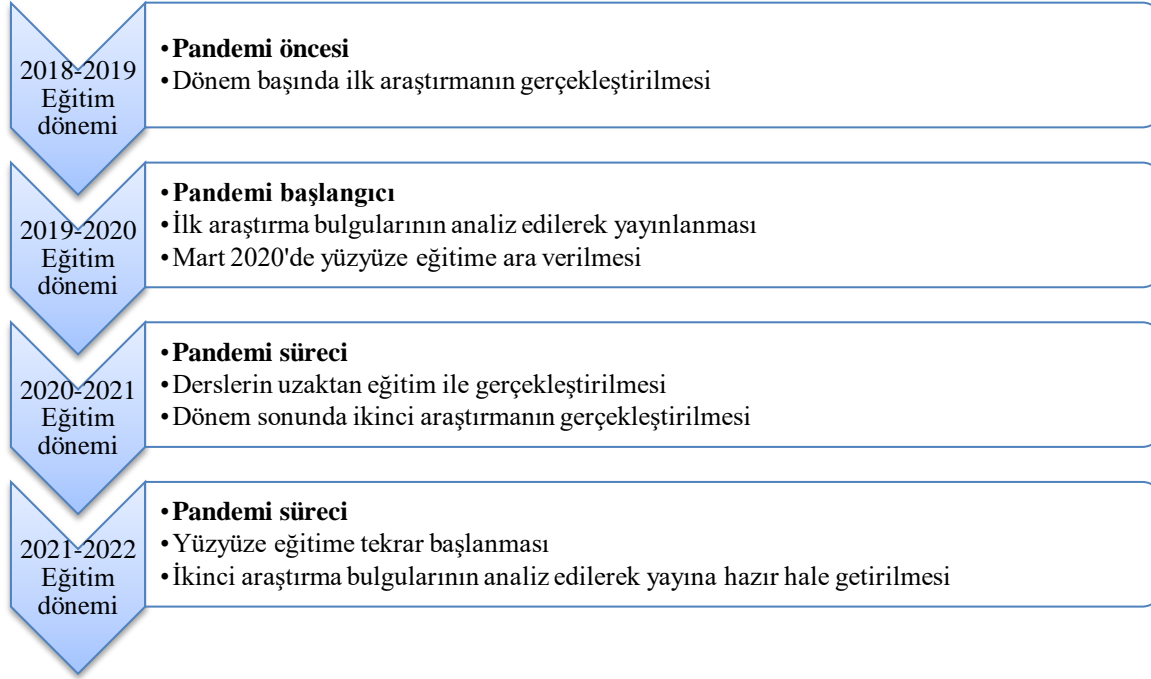 2018-2019
Eğitim
dönemi
•Pandemi öncesi
•Dönem başında ilk araştırmanın gerçekleştirilmesi
2019-2020
Eğitim
dönemi
•Pandemi başlangıcı
•İlk araştırma bulgularının analiz edilerek yayınlanması
•Mart 2020'de yüzyüze eğitime ara verilmesi
2020-2021
Eğitim
dönemi
•Pandemi süreci
•Derslerin uzaktan eğitim ile gerçekleştirilmesi
•Dönem sonunda ikinci araştırmanın gerçekleştirilmesi
2021-2022
Eğitim
dönemi
•Pandemi süreci
•Yüzyüze eğitime tekrar başlanması
•İkinci araştırma bulgularının analiz edilerek yayına hazır hale getirilmesi